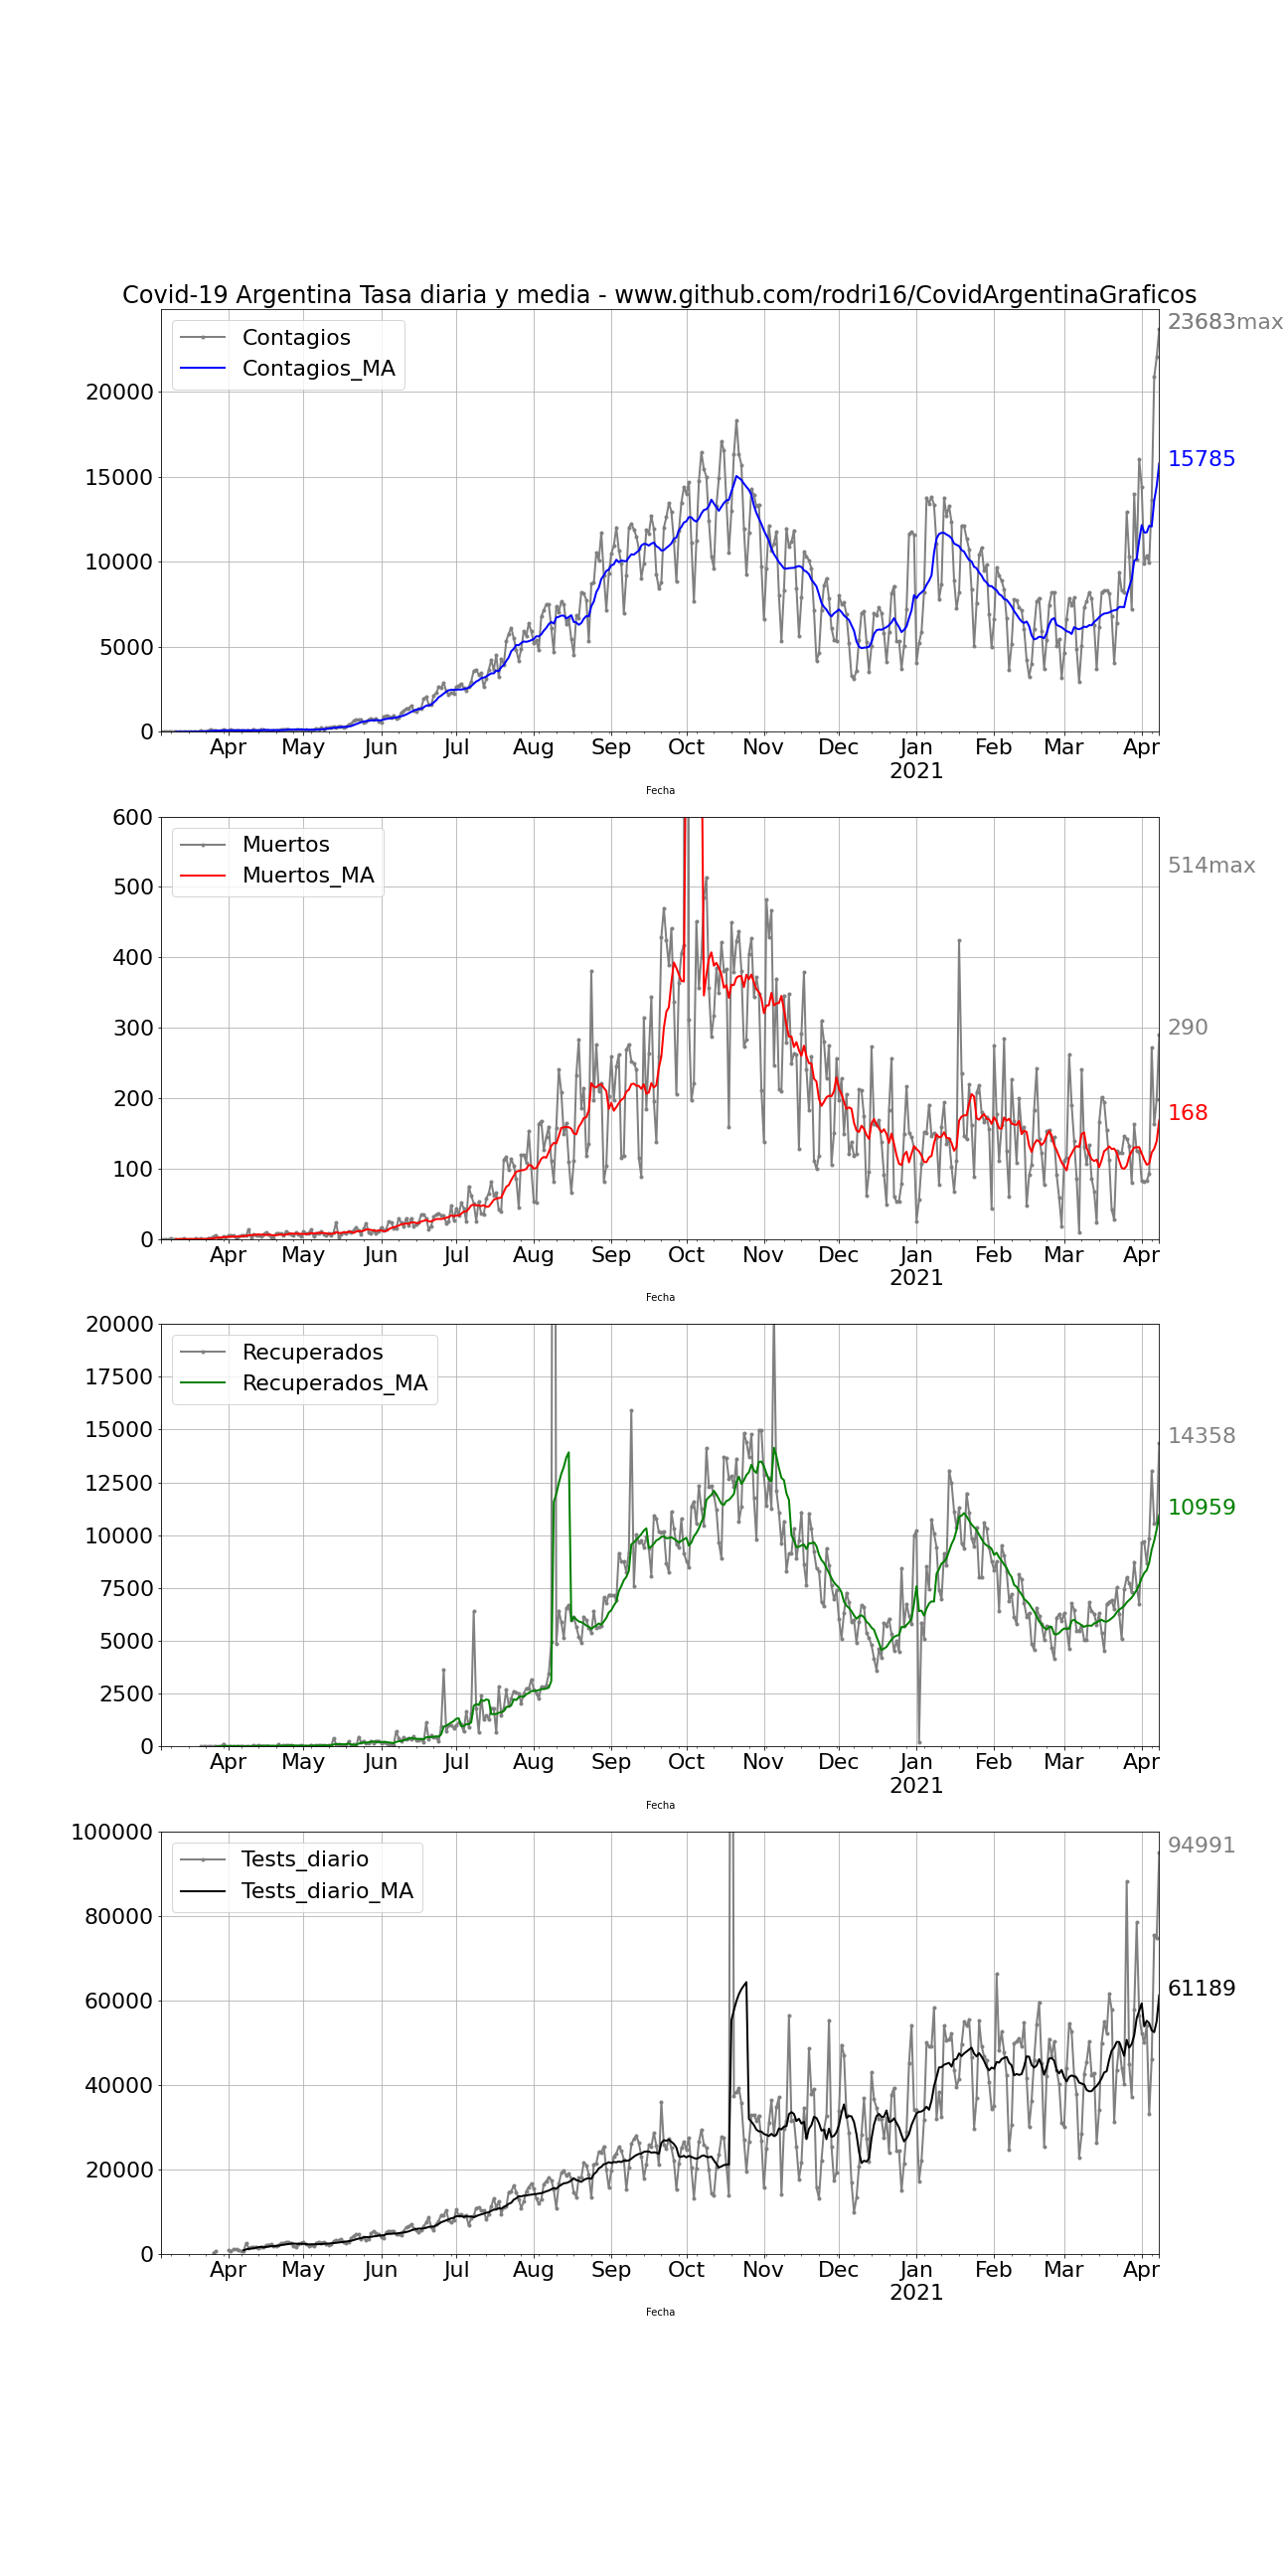 Covid-19 Argentina Tasa diaria y media - www.github.com/rodri16/CovidArgentinaGraficos
23683max
Contagios
Contagios_MA
20000
15785
15000
10000
5000
0
Apr May Jun Jul Aug Sep Oct Nov Dec Jan Feb Mar Apr
2021
Fecha
600
Muertos
514max
Muertos_MA
500
400
300
290
200
168
100
0
Apr May Jun Jul Aug Sep Oct Nov Dec Jan Feb Mar Apr
2021
Fecha
20000
Recuperados
17500
Recuperados_MA
15000
14358
12500
10959
10000
7500
5000
2500
0
Apr May Jun Jul Aug Sep Oct Nov Dec Jan Feb Mar Apr
2021
Fecha
100000
94991
Tests_diario
Tests_diario_MA
80000
60000
61189
40000
20000
0
Apr May Jun Jul Aug Sep Oct Nov Dec Jan Feb Mar Apr
2021
Fecha